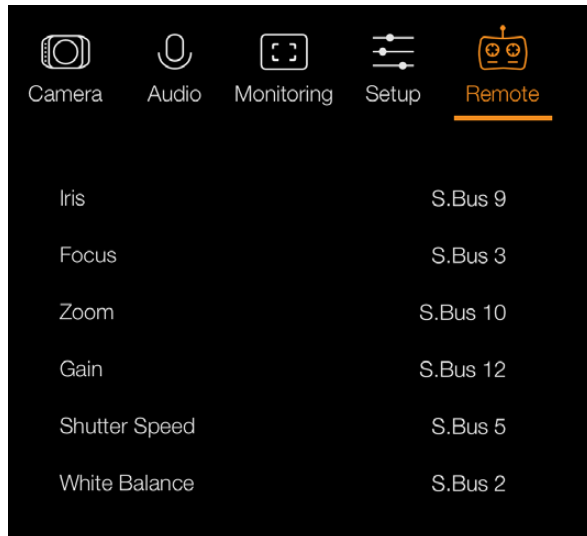 Camera Audio Monitoring Setup Remote
Iris S.Bus 9
Focus S.Bus 3
Zoom S.Bus 10
Gain S.Bus 12
Shutter Speed S.Bus 5
White Balance S.Bus 2